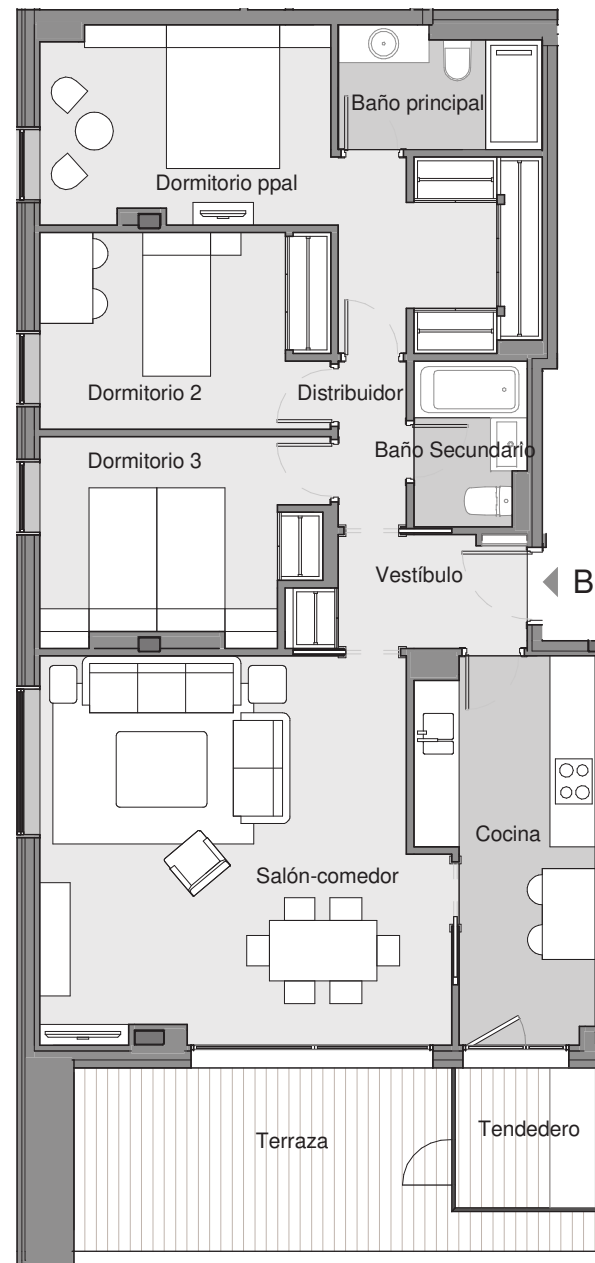 Baño principal
Dormitorio ppal
Dormitorio 2
Distribuidor
Baño Secundario
Dormitorio 3
Vestíbulo
B
Cocina
Salón-comedor
Terraza
Tendedero